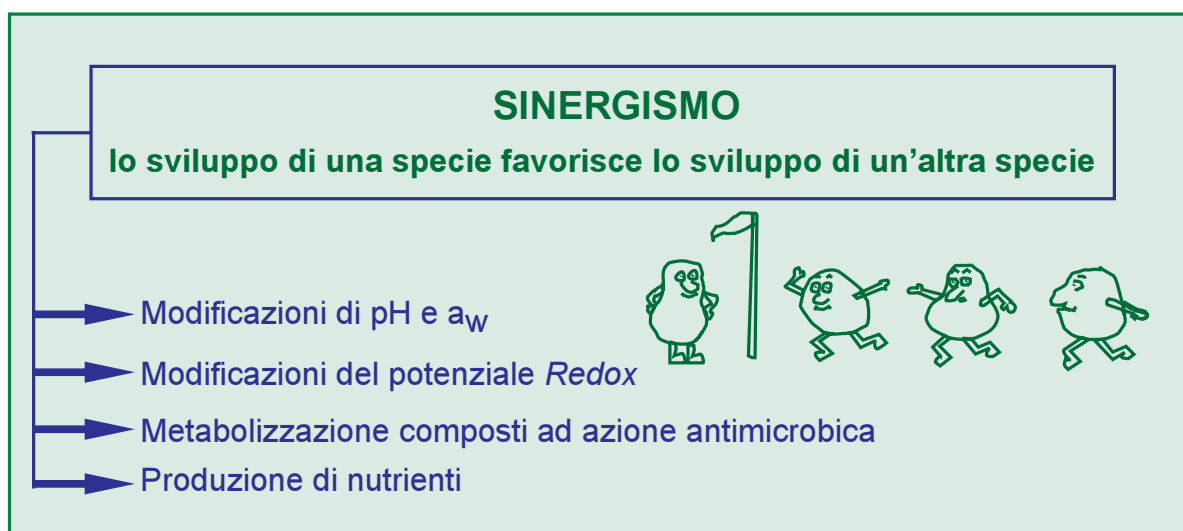 SINERGISMO
lo sviluppo di una specie favorisce lo sviluppo di un’altra specie
Modificazioni di pH e aw
Modificazioni del potenziale Redox
Metabolizzazione composti ad azione antimicrobica
Produzione di nutrienti